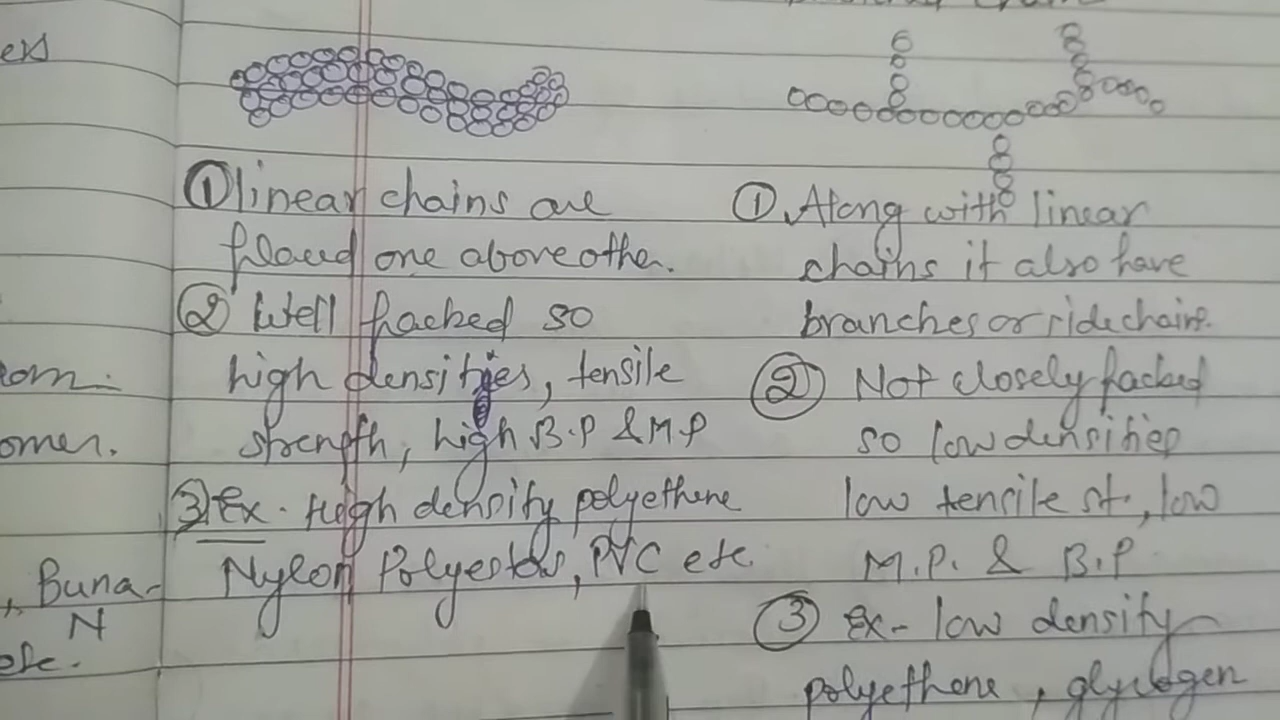 ers
om.
omer.
, Buna-
N
etc.
① linear chains are
placed one above other.
② Well packed so
high densities, tensile
strength, high B.P & M.P
③ Ex. High density polyethene
Nylon, Polyesters, PVC etc.
① Along with linear
chains it also have
branches or side chains.
② Not closely packed
so low densities
low tensile st., low
M.P. & B.P
③ Ex- low density
polyethene, glycogen